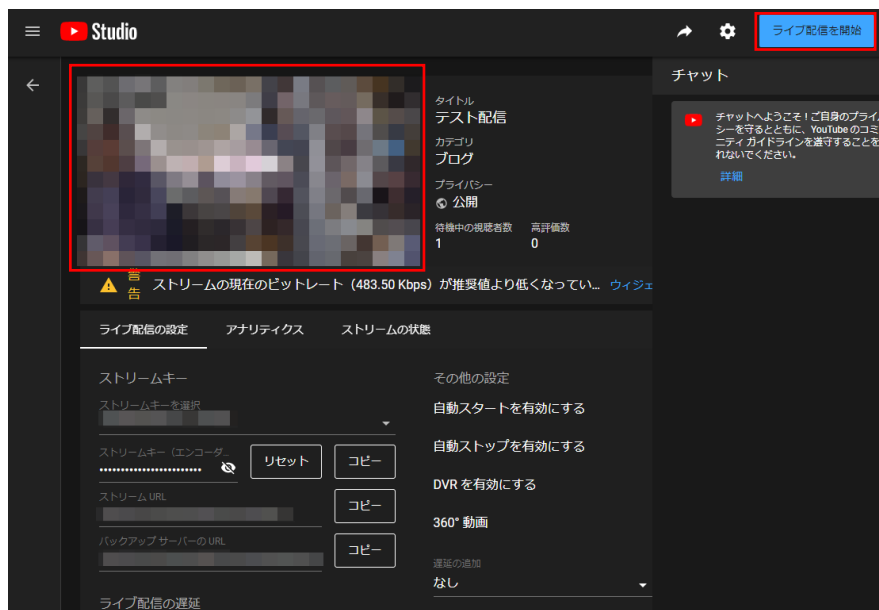 Studio
ライブ配信を開始
チャット
チャットへようこそ！ご自身のプライ
シーを守るとともに、YouTube のコミ
ニティ ガイドラインを遵守することを
れないでください。
詳細
タイトル
テスト配信
カテゴリ
ブログ
プライバシー
公開
待機中の視聴者数 高評価数
1 0
警告 ストリームの現在のビットレート（483.50 Kbps）が推奨値より低くなってい... ウィジェ
ライブ配信の設定 アナリティクス ストリームの状態
ストリームキー
ストリームキーを選択
ストリームキー（エンコーダ...
•••••••••••••••••••••••• リセット コピー
ストリーム URL
コピー
バックアップ サーバーの URL
コピー
ライブ配信の遅延
その他の設定
自動スタートを有効にする
自動ストップを有効にする
DVR を有効にする
360° 動画
遅延の追加
なし